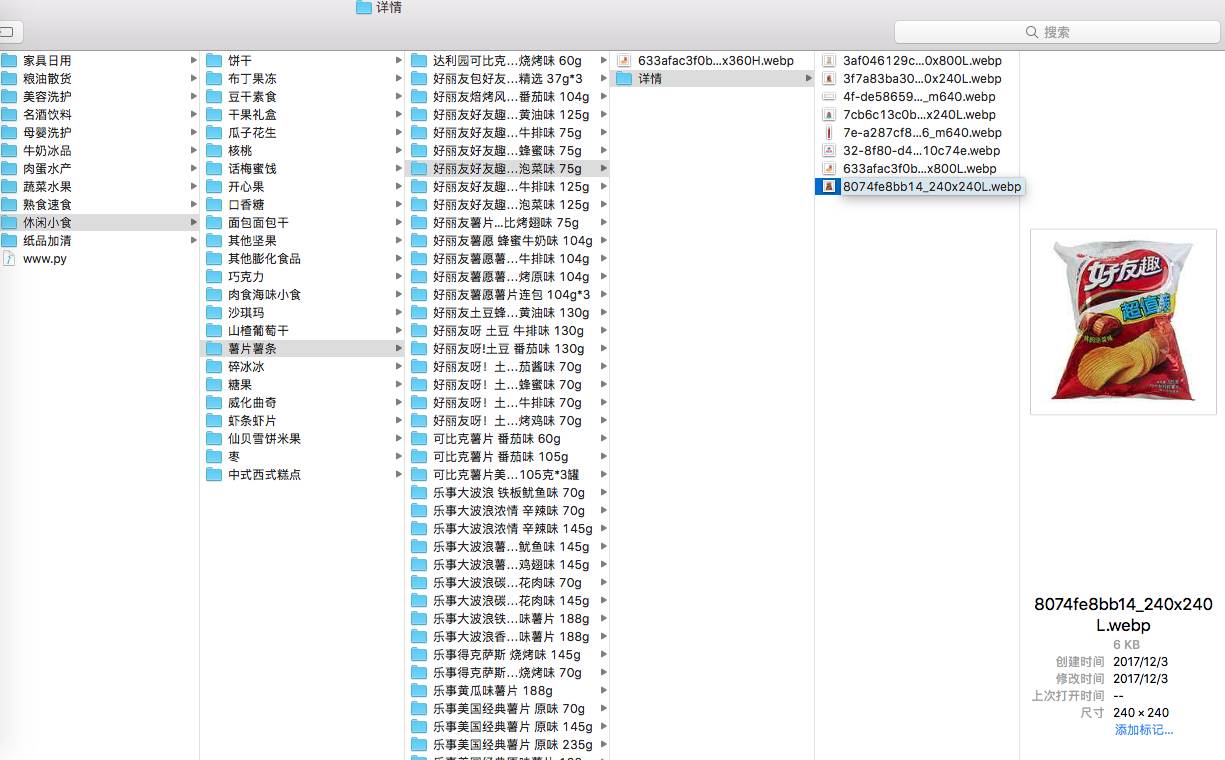 详情
搜索
家具日用
粮油散货
美容洗护
名酒饮料
母婴洗护
牛奶冰品
肉蛋水产
蔬菜水果
熟食速食
休闲小食
纸品加清
www.py
饼干
布丁果冻
豆干素食
干果礼盒
瓜子花生
核桃
话梅蜜饯
开心果
口香糖
面包面包干
其他坚果
其他膨化食品
巧克力
肉食海味小食
沙琪玛
山楂葡萄干
薯片薯条
碎冰冰
糖果
威化曲奇
虾条虾片
仙贝雪饼米果
枣
中式西式糕点
达利园可比克...烧烤味 60g
好丽友包好友...精选 37g*3
好丽友焙烤风...番茄味 104g
好丽友好友趣...黄油味 125g
好丽友好友趣...牛排味 75g
好丽友好友趣...蜂蜜味 75g
好丽友好友趣...泡菜味 75g
好丽友好友趣...牛排味 125g
好丽友好友趣...泡菜味 125g
好丽友薯片...比烤翅味 75g
好丽友薯愿 蜂蜜牛奶味 104g
好丽友薯愿薯...牛排味 104g
好丽友薯愿薯...烤原味 104g
好丽友薯愿薯片连包 104g*3
好丽友土豆蜂...黄油味 130g
好丽友呀 土豆 牛排味 130g
好丽友呀!土豆 番茄味 130g
好丽友呀！土...茄酱味 70g
好丽友呀！土...蜂蜜味 70g
好丽友呀！土...牛排味 70g
好丽友呀！土...烤鸡味 70g
可比克薯片 番茄味 60g
可比克薯片 番茄味 105g
可比克薯片美...105克*3罐
乐事大波浪 铁板鱿鱼味 70g
乐事大波浪浓情 辛辣味 70g
乐事大波浪浓情 辛辣味 145g
乐事大波浪薯...鱿鱼味 145g
乐事大波浪薯...鸡翅味 145g
乐事大波浪碳...花肉味 70g
乐事大波浪碳...花肉味 145g
乐事大波浪铁...味薯片 188g
乐事大波浪香...味薯片 188g
乐事得克萨斯 烧烤味 145g
乐事得克萨斯...烧烤味 70g
乐事黄瓜味薯片 188g
乐事美国经典薯片 原味 70g
乐事美国经典薯片 原味 145g
乐事美国经典薯片 原味 235g
633afac3f0b...x360H.webp
详情
3af046129c...0x800L.webp
3f7a83ba30...0x240L.webp
4f-de58659..._m640.webp
7cb6c13c0b...x240L.webp
7e-a287cf8...6_m640.webp
32-8f80-d4...10c74e.webp
633afac3f0b...x800L.webp
8074fe8bb14_240x240L.webp
好友趣
超值装
8074fe8bb14_240x240
L.webp
6 KB
创建时间 2017/12/3
修改时间 2017/12/3
上次打开时间 --
尺寸 240×240
添加标记...